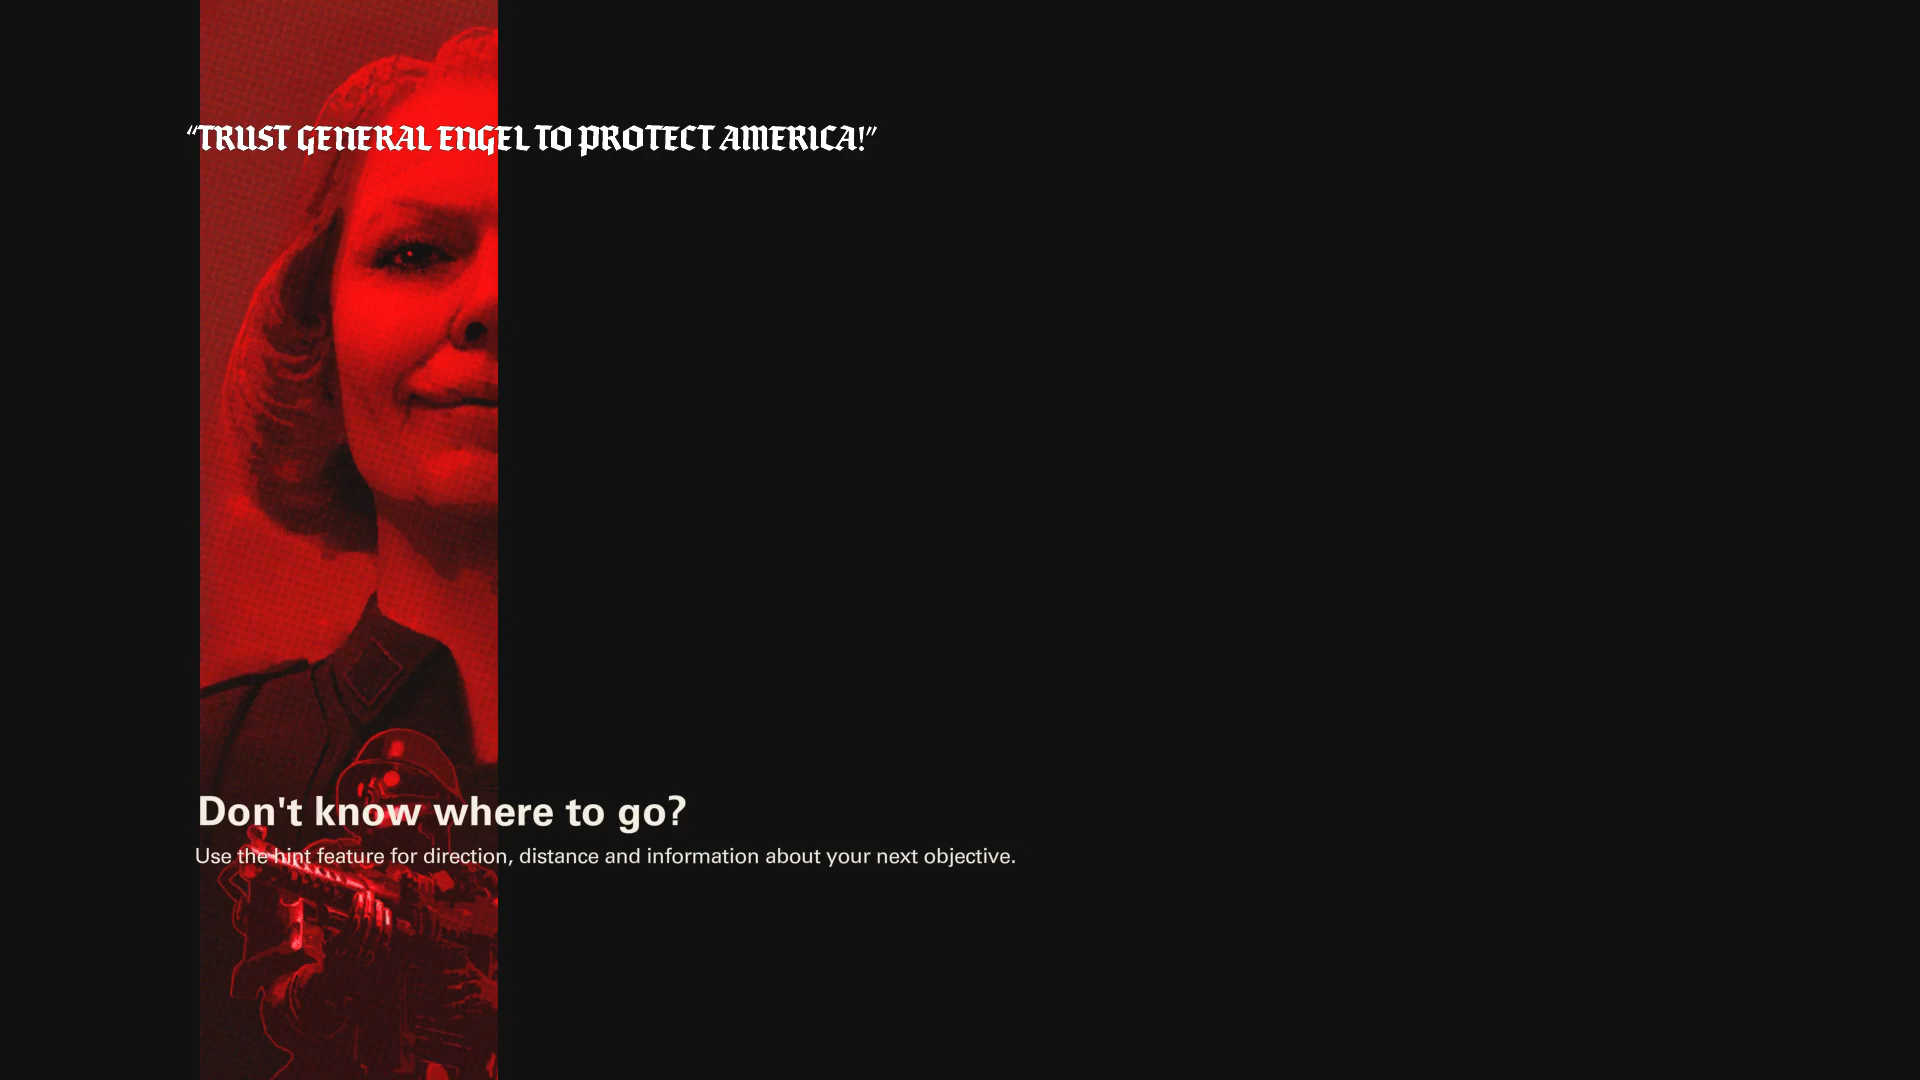 “TRUST GENERAL ENGEL TO PROTECT AMERICA!”
Don't know where to go?
Use the hint feature for direction, distance and information about your next objective.